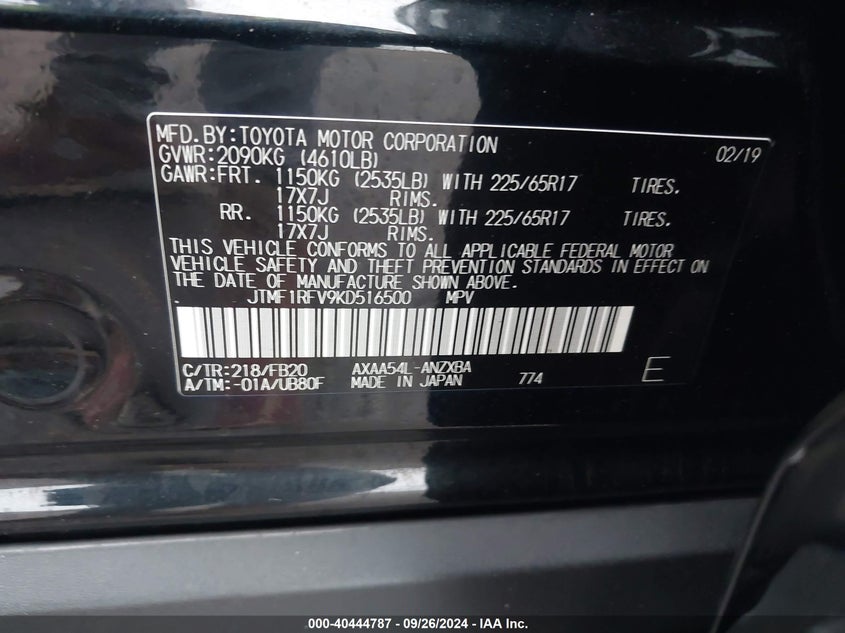 MFD.BY:TOYOTA MOTOR CORPORATION 02/19
GVWR:2090KG (4610LB)
GAWR:FRT. 1150KG (2535LB) WITH 225/65R17 TIRES.
17X7J RIMS.
RR. 1150KG (2535LB) WITH 225/65R17 TIRES.
17X7J RIMS.
THIS VEHICLE CONFORMS TO ALL APPLICABLE FEDERAL MOTOR
VEHICLE SAFETY AND THEFT PREVENTION STANDARDS IN EFFECT ON
THE DATE OF MANUFACTURE SHOWN ABOVE.
JTMF1RFV9KD516500 MPV
C/TR:218/FB20 AXAA54L-ANZXBA
A/TM:-01A/UB80F MADE IN JAPAN 774 E
000-40444787 - 09/26/2024 - IAA Inc.